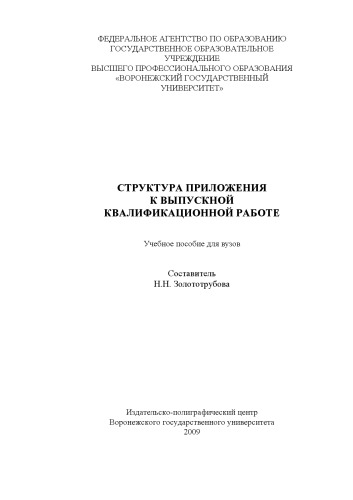 ФЕДЕРАЛЬНОЕ АГЕНТСТВО ПО ОБРАЗОВАНИЮ
ГОСУДАРСТВЕННОЕ ОБРАЗОВАТЕЛЬНОЕ
УЧРЕЖДЕНИЕ
ВЫСШЕГО ПРОФЕССИОНАЛЬНОГО ОБРАЗОВАНИЯ
«ВОРОНЕЖСКИЙ ГОСУДАРСТВЕННЫЙ
УНИВЕРСИТЕТ»
СТРУКТУРА ПРИЛОЖЕНИЯ
К ВЫПУСКНОЙ
КВАЛИФИКАЦИОННОЙ РАБОТЕ
Учебное пособие для вузов
Составитель
Н.Н. Золототрубова
Издательско-полиграфический центр
Воронежского государственного университета
2009